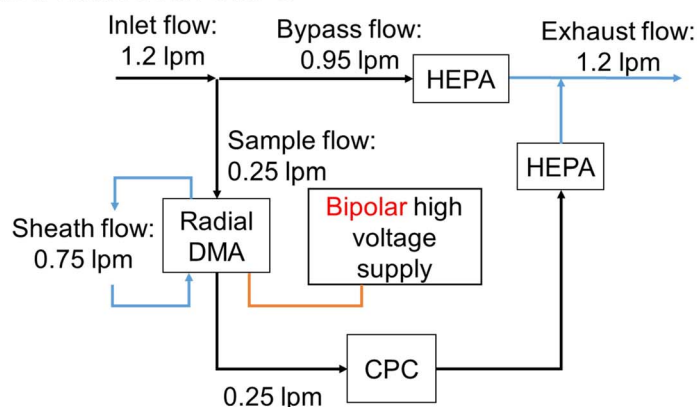 Inlet flow:
1.2 lpm
Bypass flow:
0.95 lpm
Exhaust flow:
1.2 lpm
HEPA
Sample flow:
0.25 lpm
HEPA
Sheath flow:
0.75 lpm
Radial
DMA
Bipolar high
voltage
supply
CPC
0.25 lpm